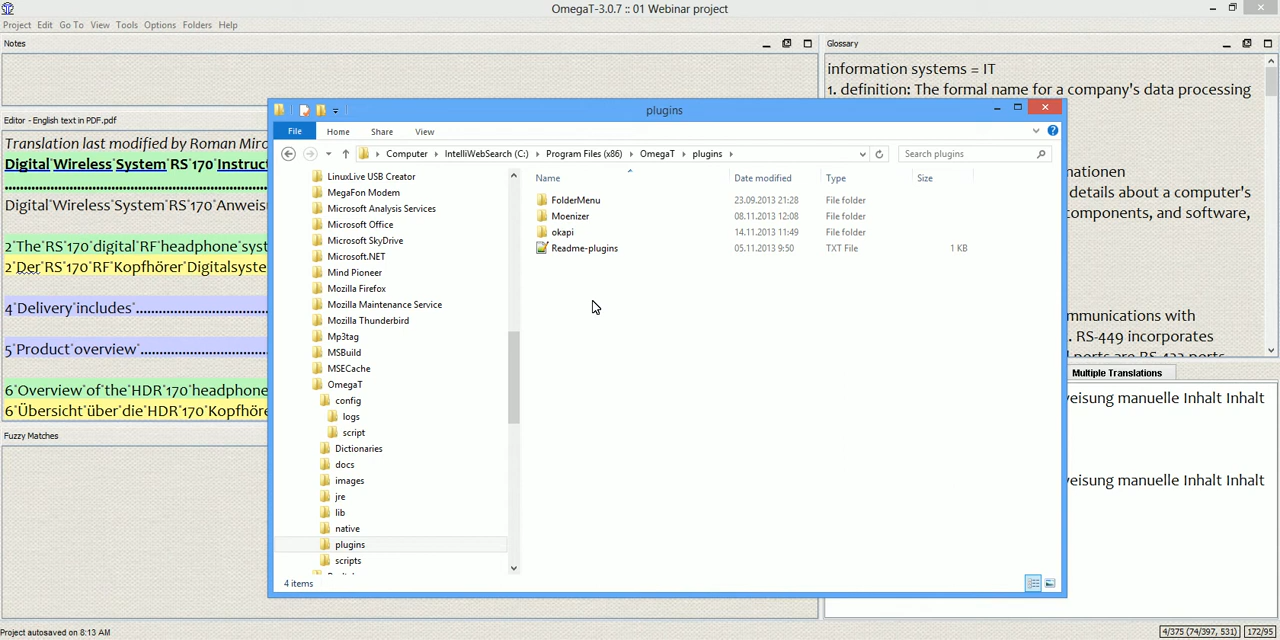 OmegaT-3.0.7 :: 01 Webinar project
Project Edit Go To View Tools Options Folders Help
Notes
Glossary
information systems = IT
1. definition: The formal name for a company's data processing
Editor - English text in PDF.pdf
Translation last modified by Roman Miro
Digital Wireless System RS 170 Instruct
Digital Wireless System RS 170 Anweisu
2 The RS 170 digital RF headphone syst
2 Der RS 170 RF Kopfhörer Digitalsyste
4 Delivery includes
5 Product overview
6 Overview of the HDR 170 headphone
6 Übersicht über die HDR 170 Kopfhöre
Fuzzy Matches
plugins
File Home Share View
Computer IntelliWebSearch (C:) Program Files (x86) OmegaT plugins
Search plugins
LinuxLive USB Creator
MegaFon Modem
Microsoft Analysis Services
Microsoft Office
Microsoft SkyDrive
Microsoft.NET
Mind Pioneer
Mozilla Firefox
Mozilla Maintenance Service
Mozilla Thunderbird
Mp3tag
MSBuild
MSECache
OmegaT
config
logs
script
Dictionaries
docs
images
jre
lib
native
plugins
scripts
Name Date modified Type Size
FolderMenu 23.09.2013 21:28 File folder
Moenizer 08.11.2013 12:08 File folder
okapi 14.11.2013 11:49 File folder
Readme-plugins 05.11.2013 9:50 TXT File 1 KB
4 items
mationen
details about a computer's
components, and software,
mmunications with
. RS-449 incorporates
Multiple Translations
eisung manuelle Inhalt Inhalt
eisung manuelle Inhalt Inhalt
Project autosaved on 8:13 AM
4/375 (74/397, 531) 172/95